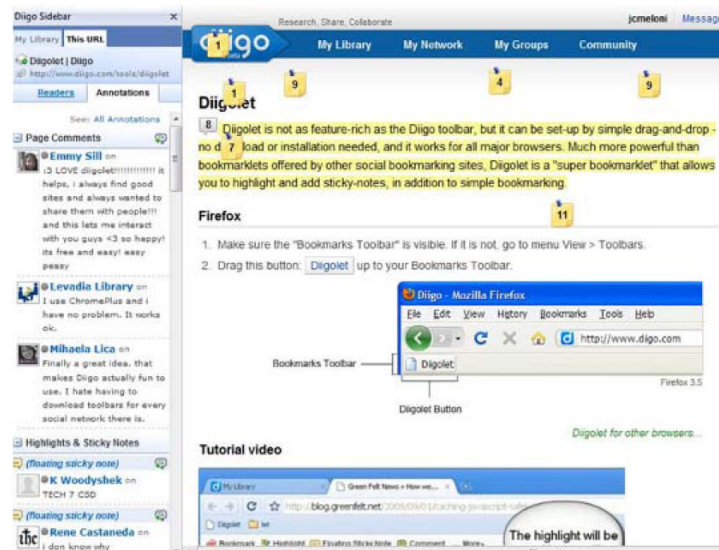 Diigo Sidebar
My Library This URL
Diigolet | Diigo
http://www.diigo.com/tools/diigolet
Readers Annotations
See: All Annotations
Page Comments
Emmy Sill on
i3 LOVE diigolet!!!!!!!!!!!!! it
helps, i always find good
sites and always wanted to
share them with people!!!
and this lets me interact
with you guys <3 so happy!
its free and easy! easy
peasy
Levadia Library on
I use ChromePlus and i
have no problem. It works
ok.
Mihaela Lica on
Finally a great idea. that
makes Diigo actually fun to
use. I hate having to
download toolbars for every
social network there is.
Highlights & Sticky Notes
(floating sticky note)
K Woodyshek on
TECH 7 CSD
(floating sticky note)
thc
Rene Castaneda on
i don know why
Research, Share, Collaborate
jcmeloni Message
diigo
beta
1
My Library My Network My Groups Community
1 9 4 9
Diigolet
8
Diigolet is not as feature-rich as the Diigo toolbar, but it can be set-up by simple drag-and-drop -
no d load or installation needed, and it works for all major browsers. Much more powerful than
7
bookmarklets offered by other social bookmarking sites, Diigolet is a "super bookmarklet" that allows
you to highlight and add sticky-notes, in addition to simple bookmarking.
11
Firefox
1. Make sure the "Bookmarks Toolbar" is visible. If it is not, go to menu View > Toolbars.
2. Drag this button: Diigolet up to your Bookmarks Toolbar.
Diigo - Mozilla Firefox
File Edit View History Bookmarks Tools Help
http://www.diigo.com
Bookmarks Toolbar
Diigolet
Firefox 3.5
Diigolet Button
Diigolet for other browsers...
Tutorial video
My Library Green Felt News » How we...
http://blog.greenfelt.net/2009/09/01/caching-javascript-safe
Diigolet
Bookmark Highlight Floating Sticky Note Comment More
The highlight will be